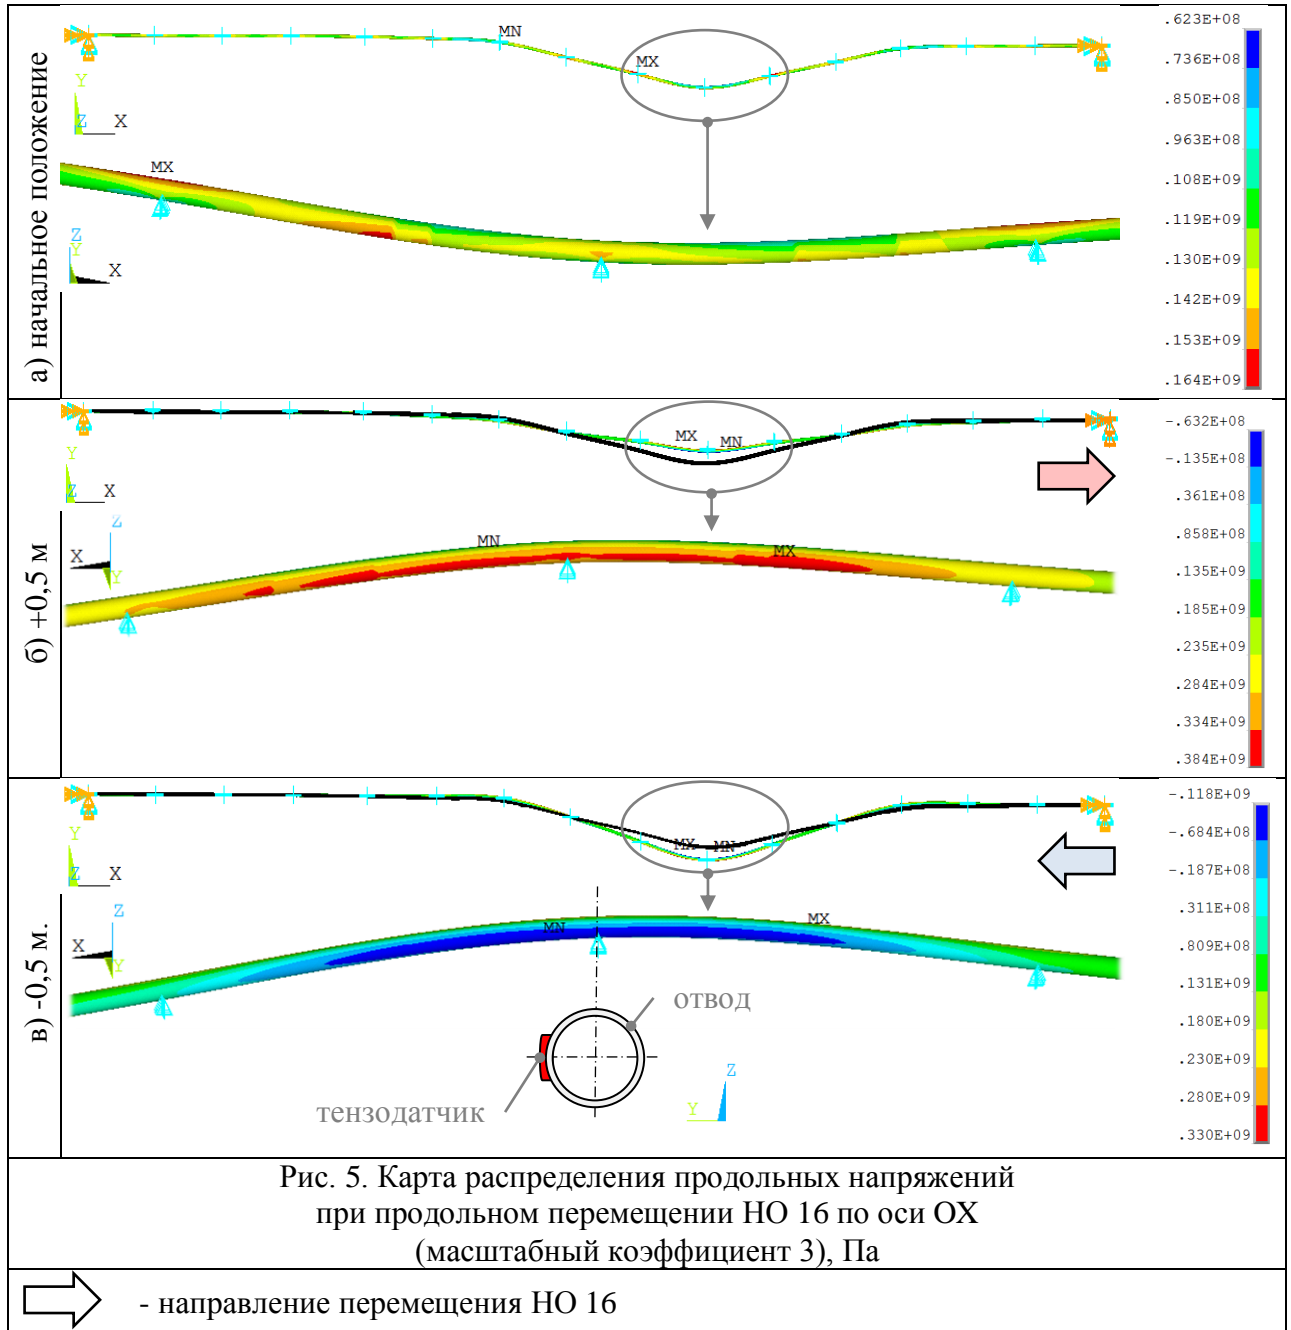 а) начальное положение
MN
MX
Y
Z
X
MX
Z
Y
X
.623E+08
.736E+08
.850E+08
.963E+08
.108E+09
.119E+09
.130E+09
.142E+09
.153E+09
.164E+09
б) +0,5 м
MX
MN
Y
Z
X
Z
X
Y
MN
MX
-.632E+08
-.135E+08
.361E+08
.858E+08
.135E+09
.185E+09
.235E+09
.284E+09
.334E+09
.384E+09
в) -0,5 м.
MX
MN
Y
Z
X
Z
X
Y
MN
MX
отвод
тензодатчик
Z
Y
-.118E+09
-.684E+08
-.187E+08
.311E+08
.809E+08
.131E+09
.180E+09
.230E+09
.280E+09
.330E+09
Рис. 5. Карта распределения продольных напряжений
при продольном перемещении НО 16 по оси ОХ
(масштабный коэффициент 3), Па
- направление перемещения НО 16